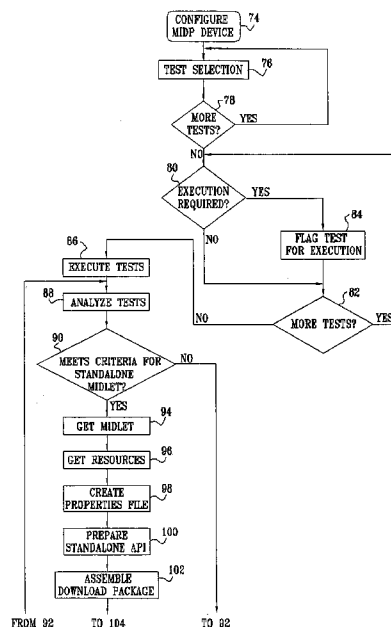 CONFIGURE
MIDP DEVICE
74
TEST SELECTION
76
78
MORE
TESTS?
YES
NO
80
EXECUTION
REQUIRED?
YES
84
FLAG TEST
FOR EXECUTION
NO
86
EXECUTE TESTS
82
88
ANALYZE TESTS
NO
MORE TESTS?
YES
90
MEETS CRITERIA FOR
STANDALONE
MIDLET?
NO
YES
GET MIDLET
94
GET RESOURCES
96
CREATE
PROPERTIES FILE
98
PREPARE
STANDALONE API
100
ASSEMBLE
DOWNLOAD PACKAGE
102
FROM 92
TO 104
TO 92